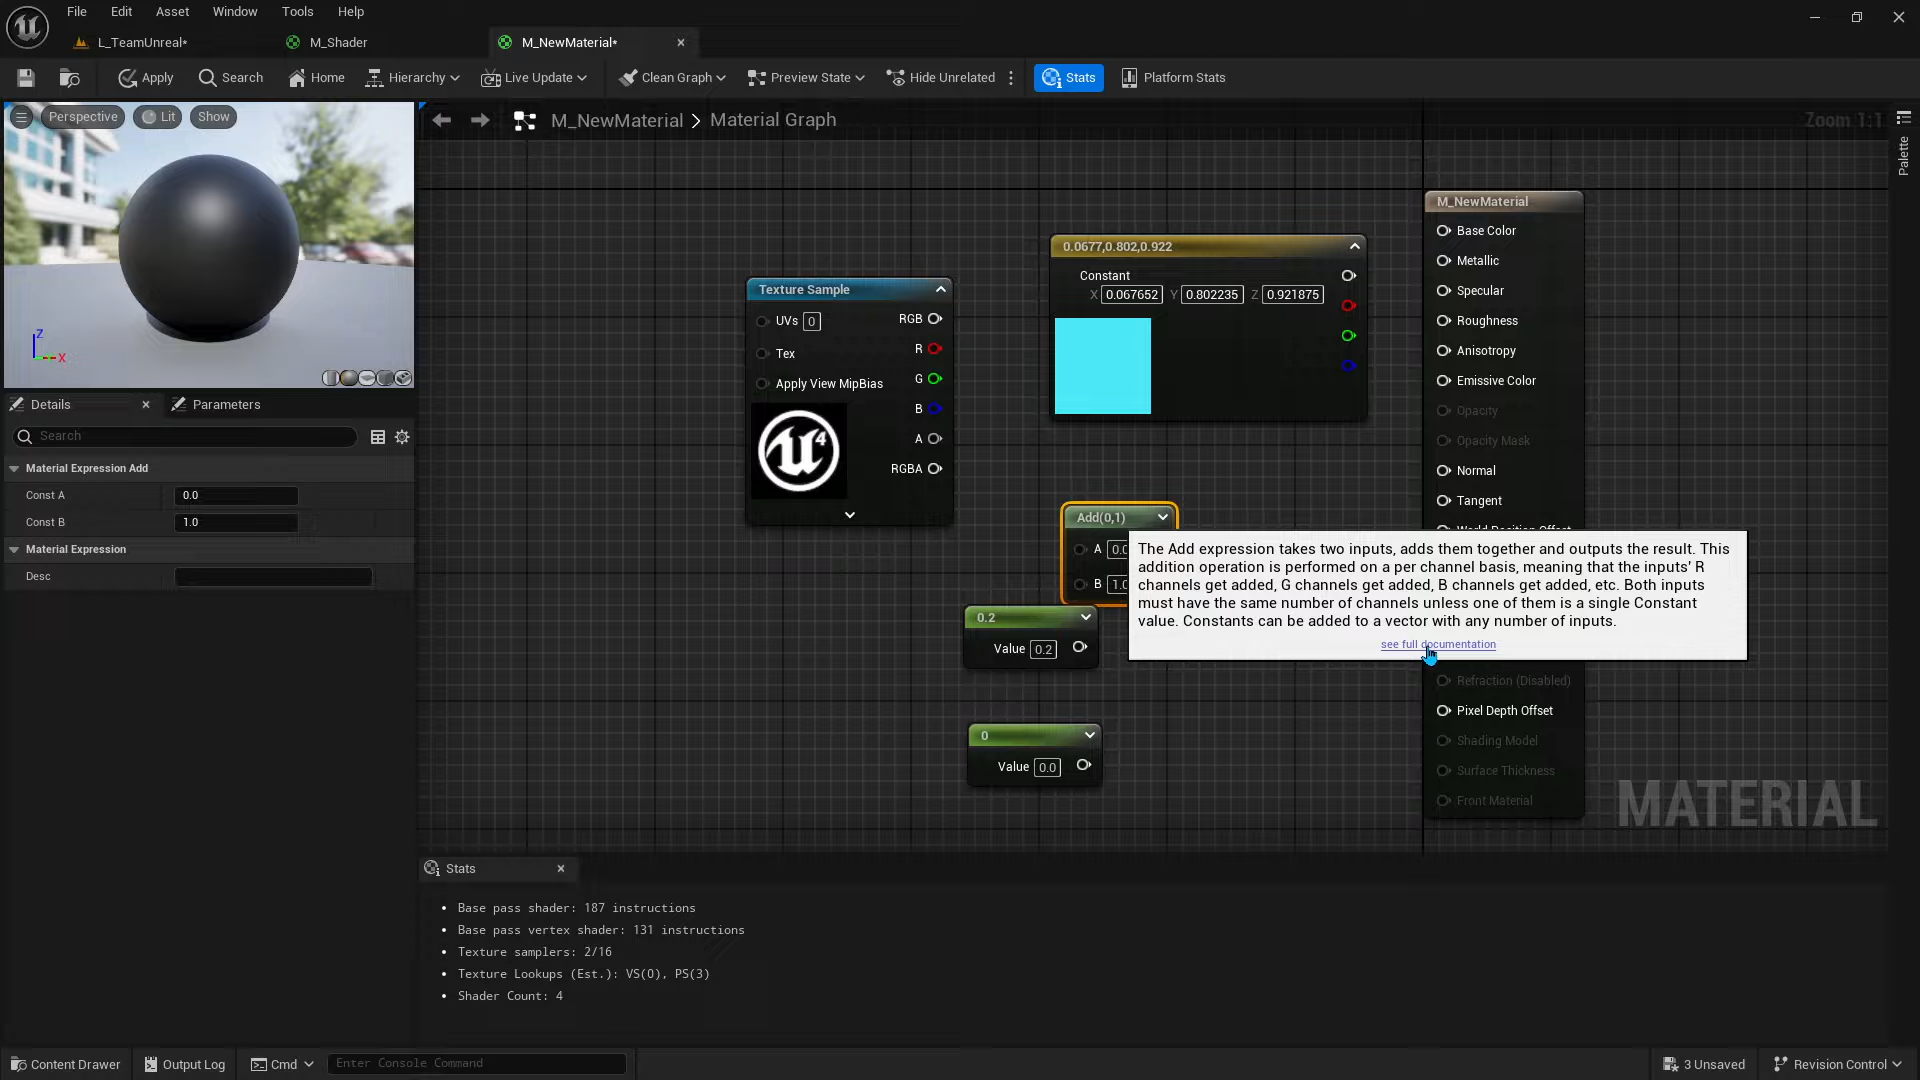 File Edit Asset Window Tools Help
L_TeamUnreal*
M_Shader
M_NewMaterial*
Apply
Search
Home
Hierarchy
Live Update
Clean Graph
Preview State
Hide Unrelated
Stats
Platform Stats
Perspective
Lit
Show
M_NewMaterial > Material Graph
Zoom 1:1
Palette
Z
X
Details
Parameters
Search
Material Expression Add
Const A 0.0
Const B 1.0
Material Expression
Desc
Texture Sample
UVs 0
Tex
Apply View MipBias
RGB
R
G
B
A
RGBA
4
0.0677,0.802,0.922
Constant
X 0.067652 Y 0.802235 Z 0.921875
M_NewMaterial
Base Color
Metallic
Specular
Roughness
Anisotropy
Emissive Color
Opacity
Opacity Mask
Normal
Tangent
World Position Offset
Add(0,1)
A 0.0
B 1.0
The Add expression takes two inputs, adds them together and outputs the result. This
addition operation is performed on a per channel basis, meaning that the inputs' R
channels get added, G channels get added, B channels get added, etc. Both inputs
must have the same number of channels unless one of them is a single Constant
value. Constants can be added to a vector with any number of inputs.
see full documentation
0.2
Value 0.2
0
Value 0.0
Refraction (Disabled)
Pixel Depth Offset
Shading Model
Surface Thickness
Front Material
MATERIAL
Stats
Base pass shader: 187 instructions
Base pass vertex shader: 131 instructions
Texture samplers: 2/16
Texture Lookups (Est.): VS(0), PS(3)
Shader Count: 4
Content Drawer
Output Log
Cmd
Enter Console Command
3 Unsaved
Revision Control